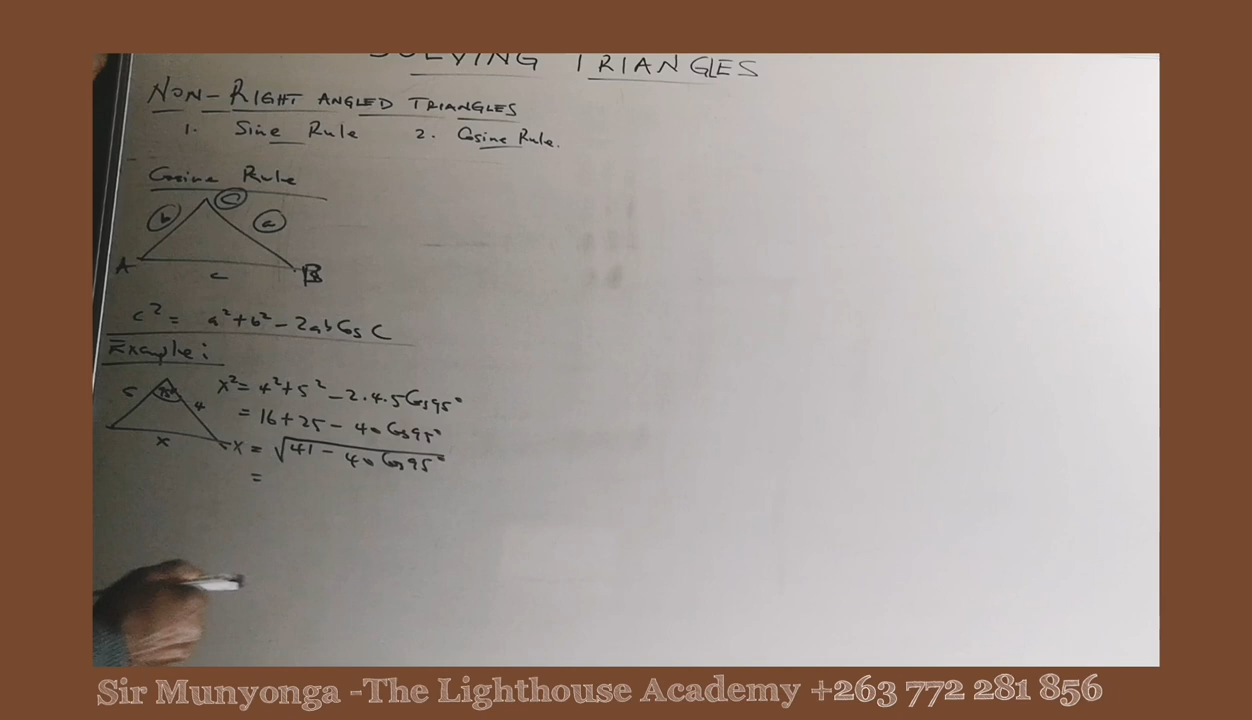 SOLVING TRIANGLES
NON-RIGHT ANGLED TRIANGLES
1. Sine Rule 2. Cosine Rule.
Cosine Rule
C
b a
A B
c
c² = a² + b² - 2ab Cos C
Example:
5 95° 4
x
x² = 4² + 5² - 2.4.5 Cos 95°
= 16 + 25 - 40 Cos 95°
x = √41 - 40 Cos 95°
=
Sir Munyonga -The Lighthouse Academy +263 772 281 856